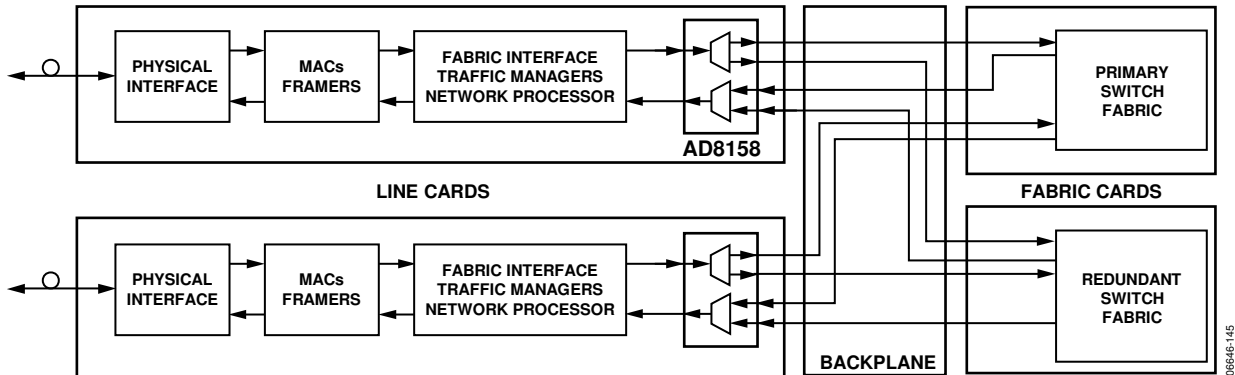 PHYSICAL
INTERFACE
MACs
FRAMERS
FABRIC INTERFACE
TRAFFIC MANAGERS
NETWORK PROCESSOR
AD8158
PRIMARY
SWITCH
FABRIC
LINE CARDS
FABRIC CARDS
PHYSICAL
INTERFACE
MACs
FRAMERS
FABRIC INTERFACE
TRAFFIC MANAGERS
NETWORK PROCESSOR
REDUNDANT
SWITCH
FABRIC
BACKPLANE
06646-145